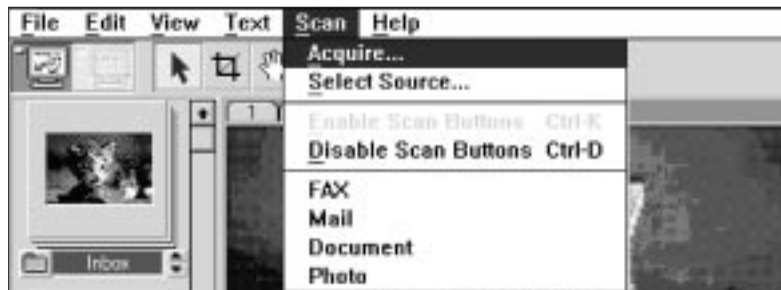 File Edit View Text Scan Help
Acquire...
Select Source...
1
Enable Scan Buttons Ctrl-K
Disable Scan Buttons Ctrl-D
FAX
Mail
Document
Photo
Inbox